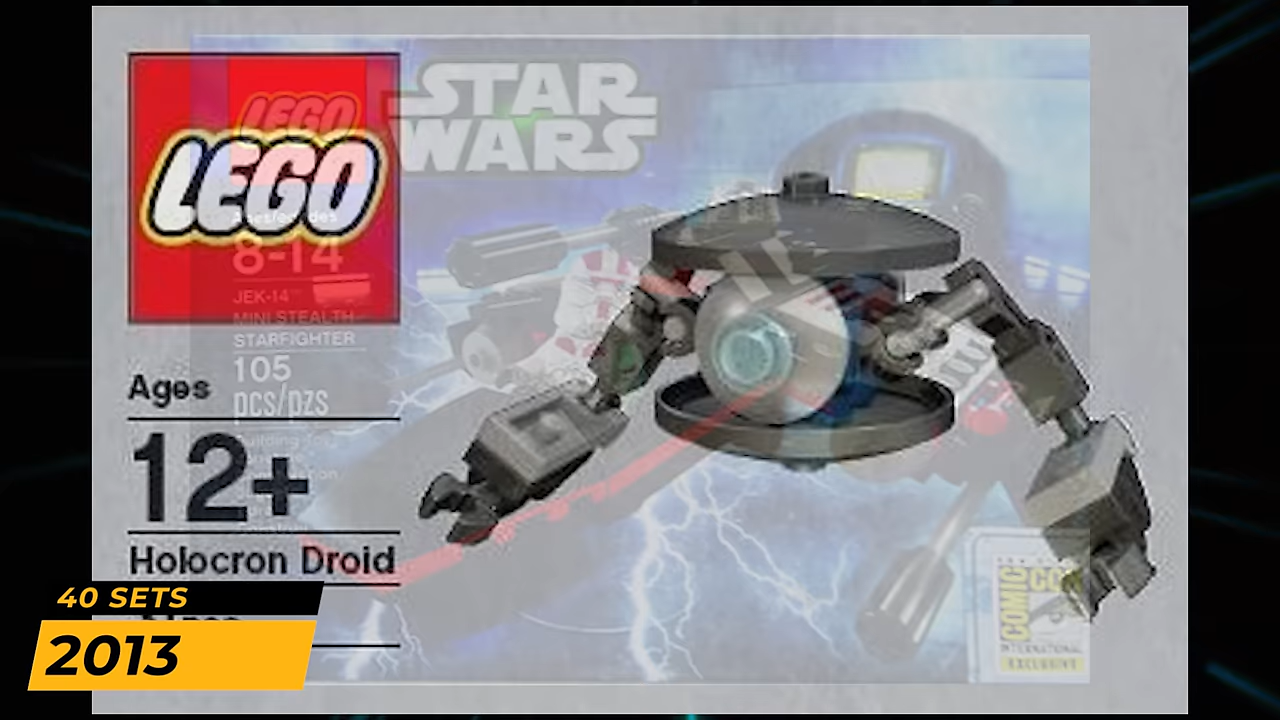 LEGO
STAR
WARS
LEGO
8-14
JEK-14
MINI STEALTH
STARFIGHTER
105
pcs/pzs
Ages
12+
Holocron Droid
COMIC CON
INTERNATIONAL
EXCLUSIVE
40 SETS
2013